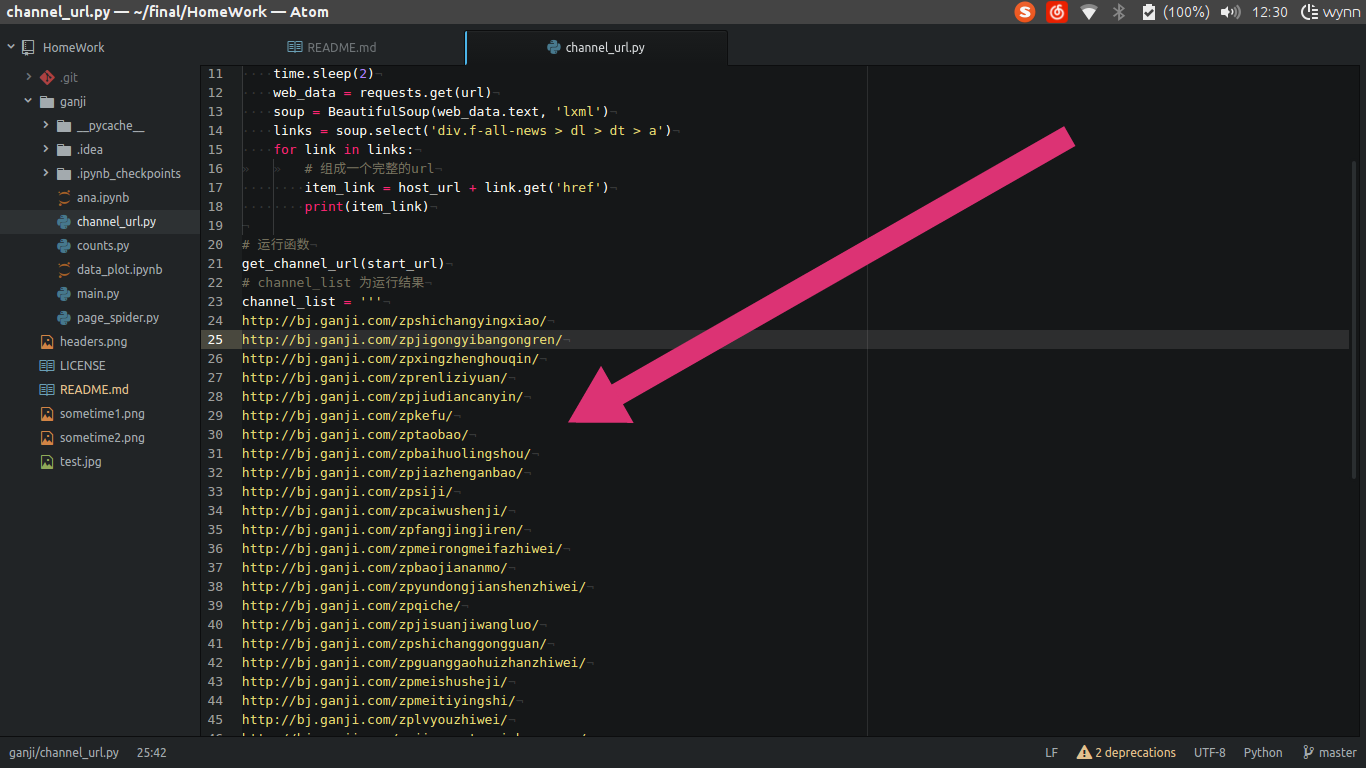 channel_url.py — ~/final/HomeWork — Atom
(100%) 12:30 wynn
HomeWork
README.md
channel_url.py
.git
ganji
__pycache__
.idea
.ipynb_checkpoints
ana.ipynb
channel_url.py
counts.py
data_plot.ipynb
main.py
page_spider.py
headers.png
LICENSE
README.md
sometime1.png
sometime2.png
test.jpg
11 time.sleep(2)
12 web_data = requests.get(url)
13 soup = BeautifulSoup(web_data.text, 'lxml')
14 links = soup.select('div.f-all-news > dl > dt > a')
15 for link in links:
16 # 组成一个完整的url
17 item_link = host_url + link.get('href')
18 print(item_link)
19
20 # 运行函数
21 get_channel_url(start_url)
22 # channel_list 为运行结果
23 channel_list = '''
24 http://bj.ganji.com/zpshichangyingxiao/
25 http://bj.ganji.com/zpjigongyibangongren/
26 http://bj.ganji.com/zpxingzhenghouqin/
27 http://bj.ganji.com/zprenliziyuan/
28 http://bj.ganji.com/zpjiudiancanyin/
29 http://bj.ganji.com/zpkefu/
30 http://bj.ganji.com/zptaobao/
31 http://bj.ganji.com/zpbaihuolingshou/
32 http://bj.ganji.com/zpjiazhenganbao/
33 http://bj.ganji.com/zpsiji/
34 http://bj.ganji.com/zpcaiwushenji/
35 http://bj.ganji.com/zpfangjingjiren/
36 http://bj.ganji.com/zpmeirongmeifazhiwei/
37 http://bj.ganji.com/zpbaojiananmo/
38 http://bj.ganji.com/zpyundongjianshenzhiwei/
39 http://bj.ganji.com/zpqiche/
40 http://bj.ganji.com/zpjisuanjiwangluo/
41 http://bj.ganji.com/zpshichanggongguan/
42 http://bj.ganji.com/zpguanggaohuizhanzhiwei/
43 http://bj.ganji.com/zpmeishusheji/
44 http://bj.ganji.com/zpmeitiyingshi/
45 http://bj.ganji.com/zplvyouzhiwei/
ganji/channel_url.py 25:42
LF 2 deprecations UTF-8 Python master